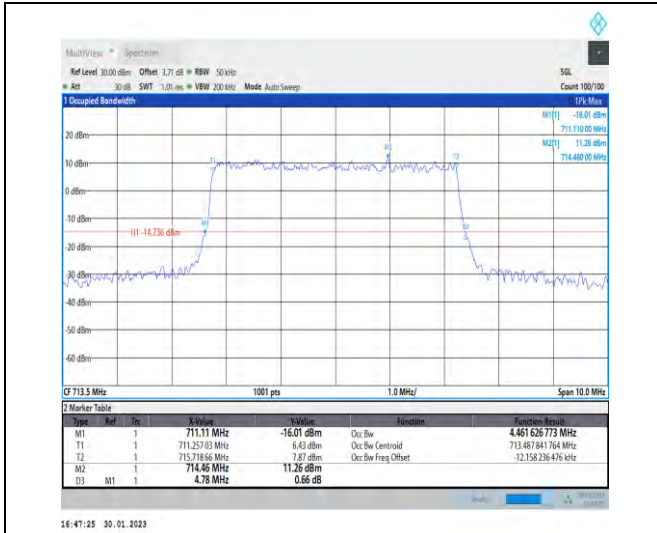 MultiView Spectrum
Ref Level 30.00 dBm Offset 3.71 dB RBW 50 kHz SGL
Att 30 dB SWT 1.01 ms VBW 200 kHz Mode Auto Sweep Count 100/100
1 Occupied Bandwidth 1Pk Max
M1[1] -16.01 dBm
711.110 00 MHz
M2[1] 11.26 dBm
714.460 00 MHz
20 dBm
10 dBm
0 dBm
-10 dBm
-20 dBm
-30 dBm
-40 dBm
-50 dBm
-60 dBm
T1
M2
T2
M1
H1 -14.736 dBm
CF 713.5 MHz 1001 pts 1.0 MHz/ Span 10.0 MHz
2 Marker Table
Type Ref Trc X-Value Y-Value Function Function Result
M1 1 711.11 MHz -16.01 dBm Occ Bw 4.461 626 773 MHz
T1 1 711.257 03 MHz 6.43 dBm Occ Bw Centroid 713.487 841 764 MHz
T2 1 715.718 66 MHz 7.87 dBm Occ Bw Freq Offset -12.158 236 476 kHz
M2 1 714.46 MHz 11.26 dBm
D3 M1 1 4.78 MHz 0.66 dB
16:47:25 30.01.2023